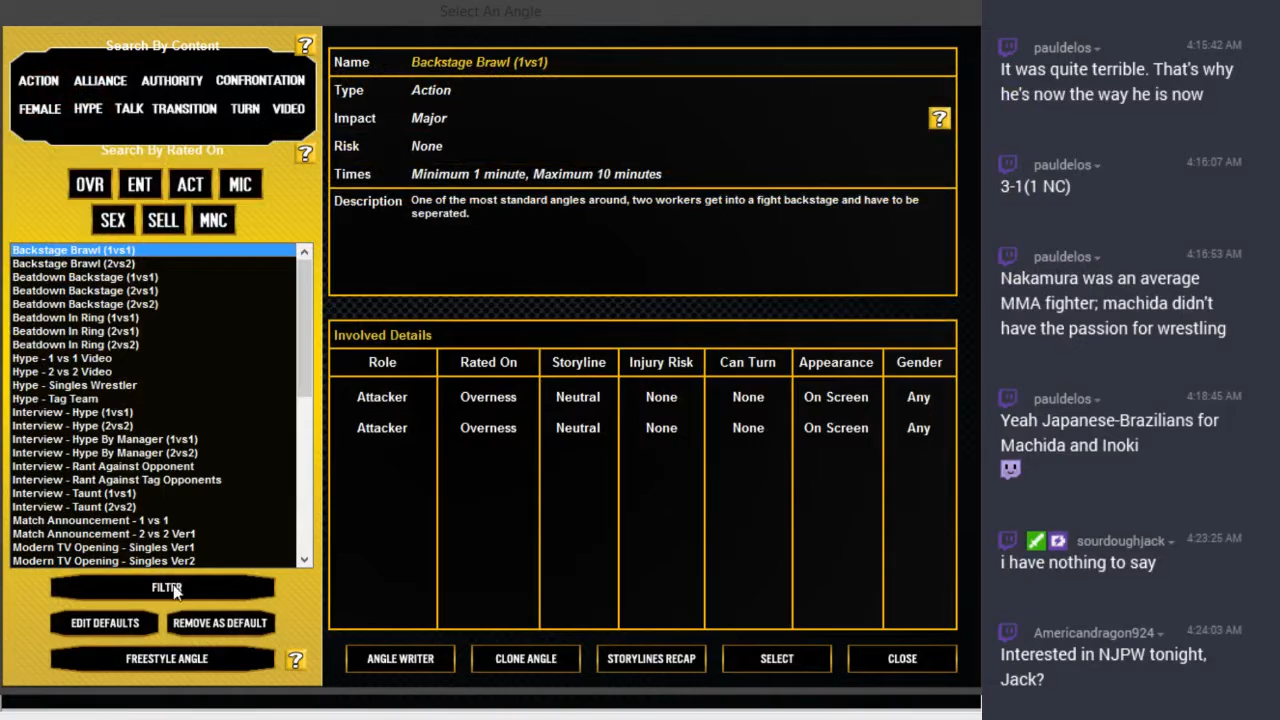 Select An Angle
Search By Content
?
ACTION ALLIANCE AUTHORITY CONFRONTATION
FEMALE HYPE TALK TRANSITION TURN VIDEO
Search By Rated On
?
OVR ENT ACT MIC
SEX SELL MNC
Backstage Brawl (1vs1)
Backstage Brawl (2vs2)
Beatdown Backstage (1vs1)
Beatdown Backstage (2vs1)
Beatdown Backstage (2vs2)
Beatdown In Ring (1vs1)
Beatdown In Ring (2vs1)
Beatdown In Ring (2vs2)
Hype - 1 vs 1 Video
Hype - 2 vs 2 Video
Hype - Singles Wrestler
Hype - Tag Team
Interview - Hype (1vs1)
Interview - Hype (2vs2)
Interview - Hype By Manager (1vs1)
Interview - Hype By Manager (2vs2)
Interview - Rant Against Opponent
Interview - Rant Against Tag Opponents
Interview - Taunt (1vs1)
Interview - Taunt (2vs2)
Match Announcement - 1 vs 1
Match Announcement - 2 vs 2 Ver1
Modern TV Opening - Singles Ver1
Modern TV Opening - Singles Ver2
FILTER
EDIT DEFAULTS REMOVE AS DEFAULT
FREESTYLE ANGLE ?
Name Backstage Brawl (1vs1)
Type Action
Impact Major
?
Risk None
Times Minimum 1 minute, Maximum 10 minutes
Description One of the most standard angles around, two workers get into a fight backstage and have to be
seperated.
Involved Details
Role Rated On Storyline Injury Risk Can Turn Appearance Gender
Attacker Overness Neutral None None On Screen Any
Attacker Overness Neutral None None On Screen Any
ANGLE WRITER CLONE ANGLE STORYLINES RECAP SELECT CLOSE
pauldelos 4:15:42 AM
It was quite terrible. That's why
he's now the way he is now
pauldelos 4:16:07 AM
3-1(1 NC)
pauldelos 4:16:53 AM
Nakamura was an average
MMA fighter; machida didn't
have the passion for wrestling
pauldelos 4:18:45 AM
Yeah Japanese-Brazilians for
Machida and Inoki
sourdoughjack 4:23:25 AM
i have nothing to say
Americandragon924 4:24:03 AM
Interested in NJPW tonight,
Jack?